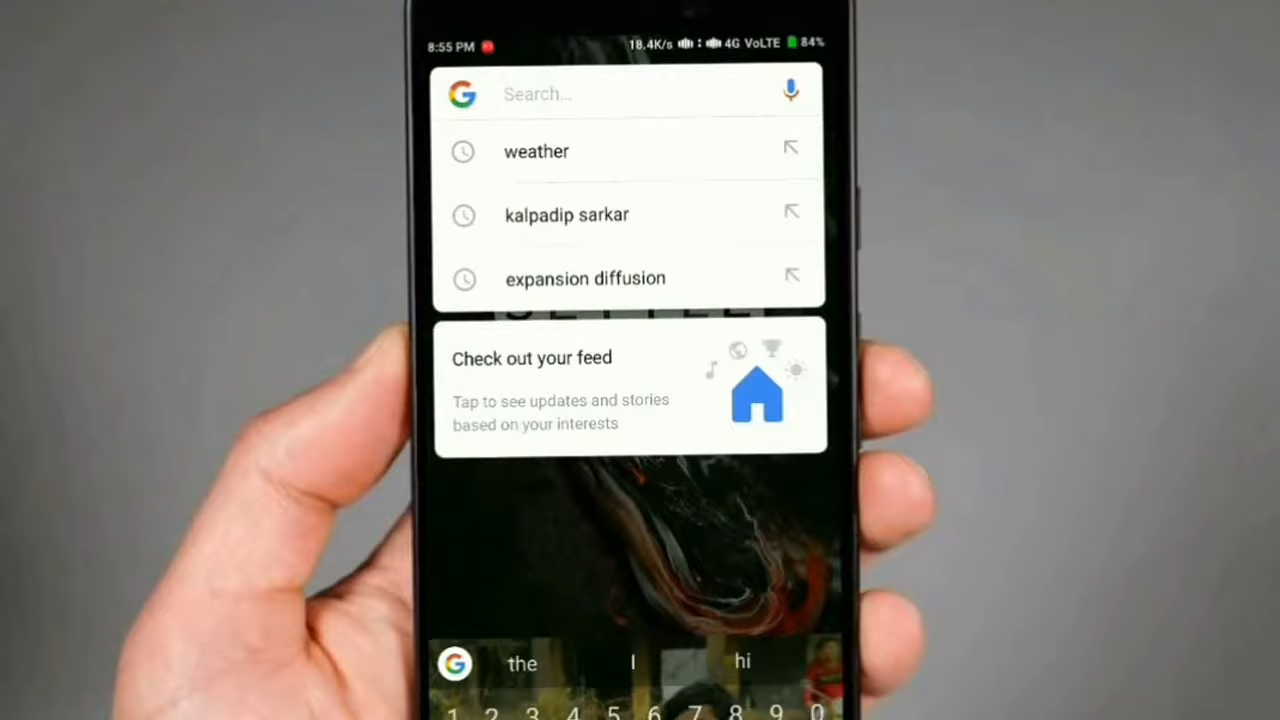 8:55 PM 18.4K/s 4G VoLTE 84%
Search...
weather
kalpadip sarkar
expansion diffusion
Check out your feed
Tap to see updates and stories
based on your interests
the I hi
1 2 3 4 5 6 7 8 9 0